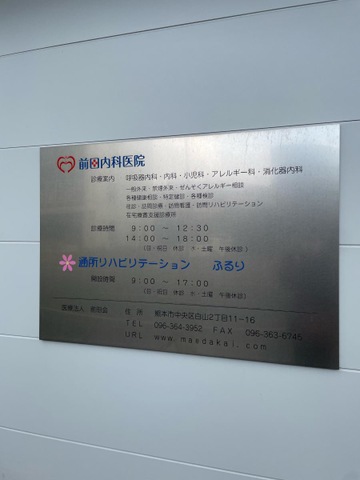 前田内科医院
診療案内 呼吸器内科・内科・小児科・アレルギー科・消化器内科
一般外来・禁煙外来・ぜんそくアレルギー相談
各種健康相談・特定健診・各種検診
往診・訪問診療・訪問看護・訪問リハビリテーション
在宅療養支援診療所
診療時間 9:00 ～ 12:30
14:00 ～ 18:00
(日・祝日 休診 水・土曜 午後休診)
通所リハビリテーション ふるり
開設時間 9:00 ～ 17:00
(日・祝日 休診 水・土曜 午後休診)
医療法人 前田会 住所 熊本市中央区白山2丁目11-16
TEL 096-364-3952 FAX 096-363-6745
URL www.maedakai.com